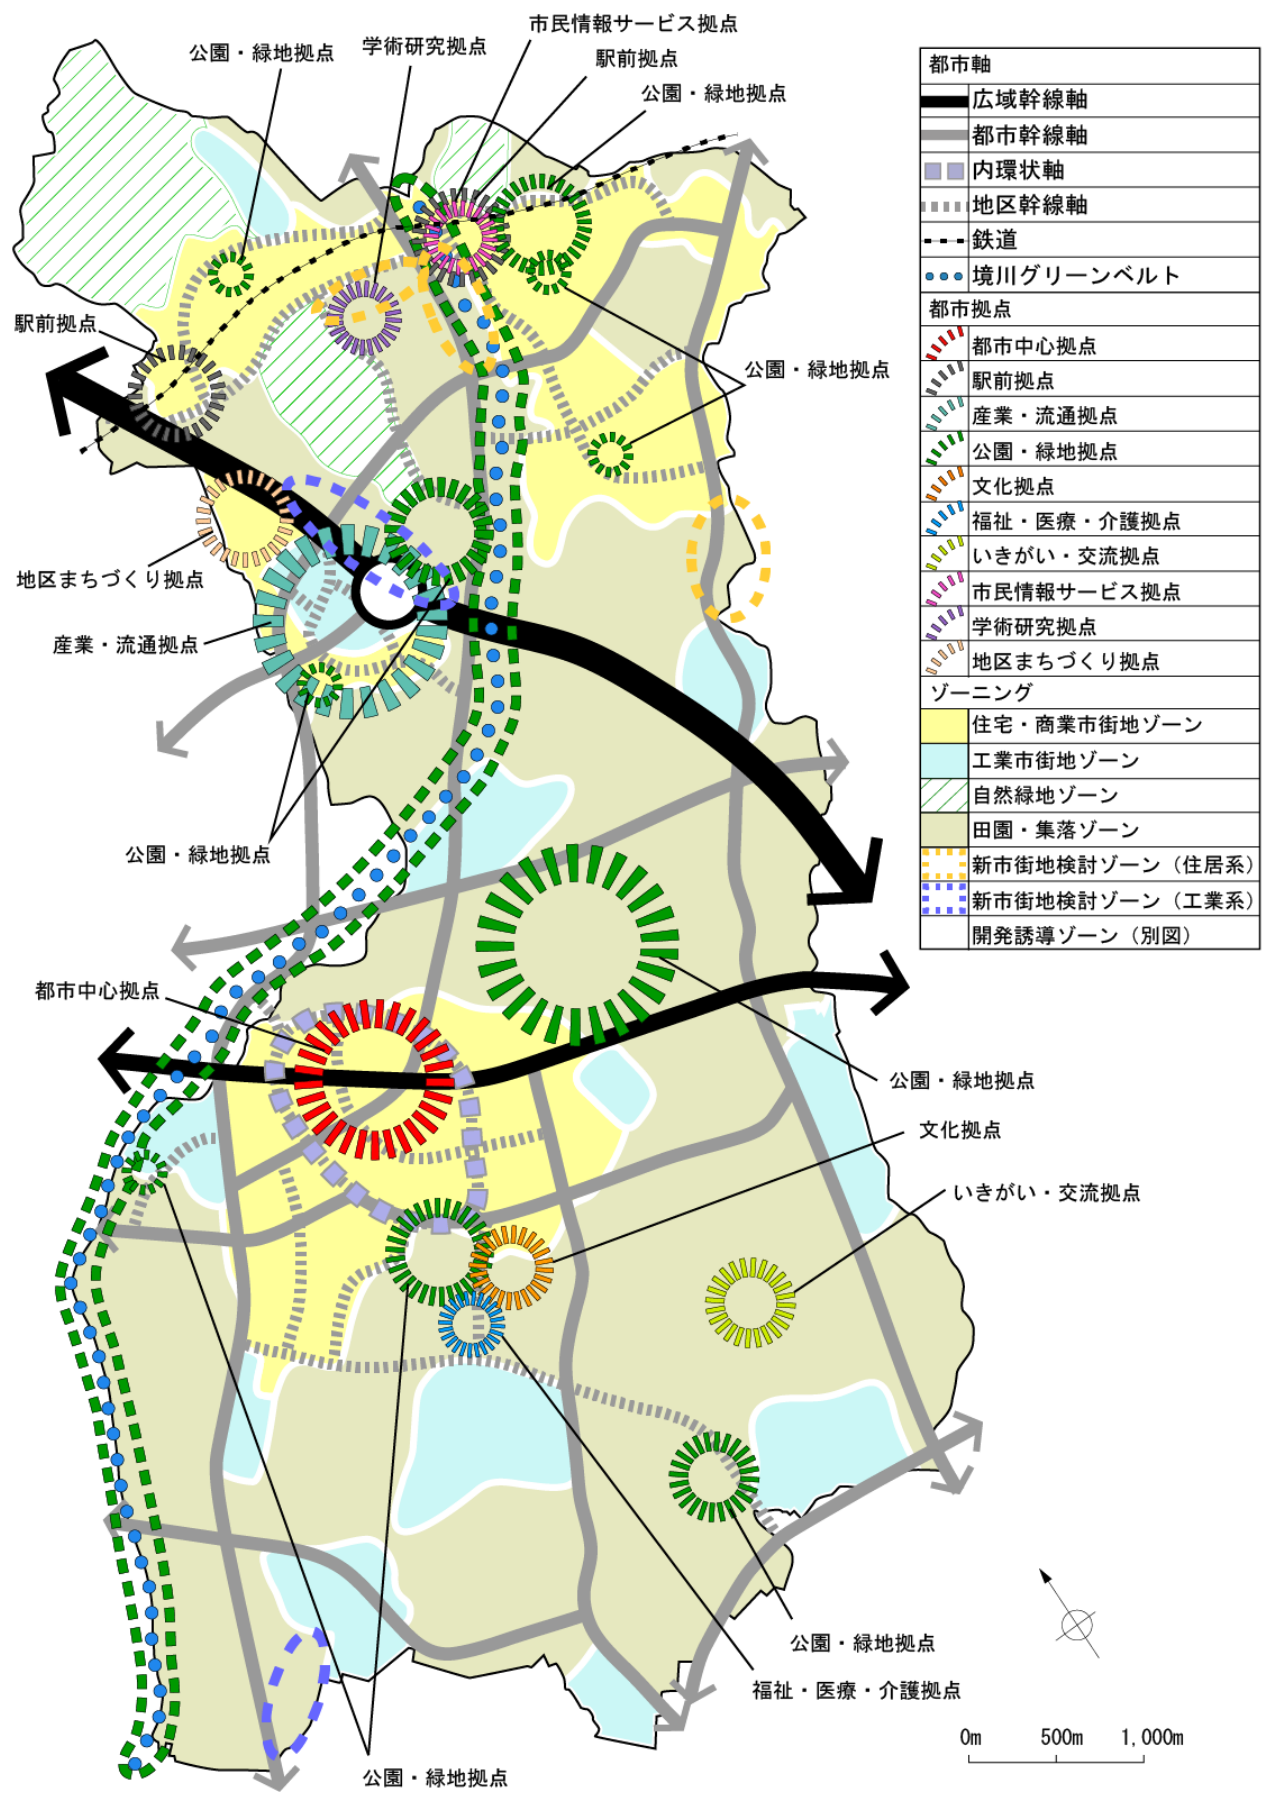 市民情報サービス拠点
学術研究拠点
公園・緑地拠点
駅前拠点
公園・緑地拠点
駅前拠点
公園・緑地拠点
地区まちづくり拠点
産業・流通拠点
公園・緑地拠点
都市中心拠点
公園・緑地拠点
文化拠点
いきがい・交流拠点
公園・緑地拠点
福祉・医療・介護拠点
公園・緑地拠点
都市軸
広域幹線軸
都市幹線軸
内環状軸
地区幹線軸
鉄道
境川グリーンベルト
都市拠点
都市中心拠点
駅前拠点
産業・流通拠点
公園・緑地拠点
文化拠点
福祉・医療・介護拠点
いきがい・交流拠点
市民情報サービス拠点
学術研究拠点
地区まちづくり拠点
ゾーニング
住宅・商業市街地ゾーン
工業市街地ゾーン
自然緑地ゾーン
田園・集落ゾーン
新市街地検討ゾーン（住居系）
新市街地検討ゾーン（工業系）
開発誘導ゾーン（別図）
0m 500m 1,000m